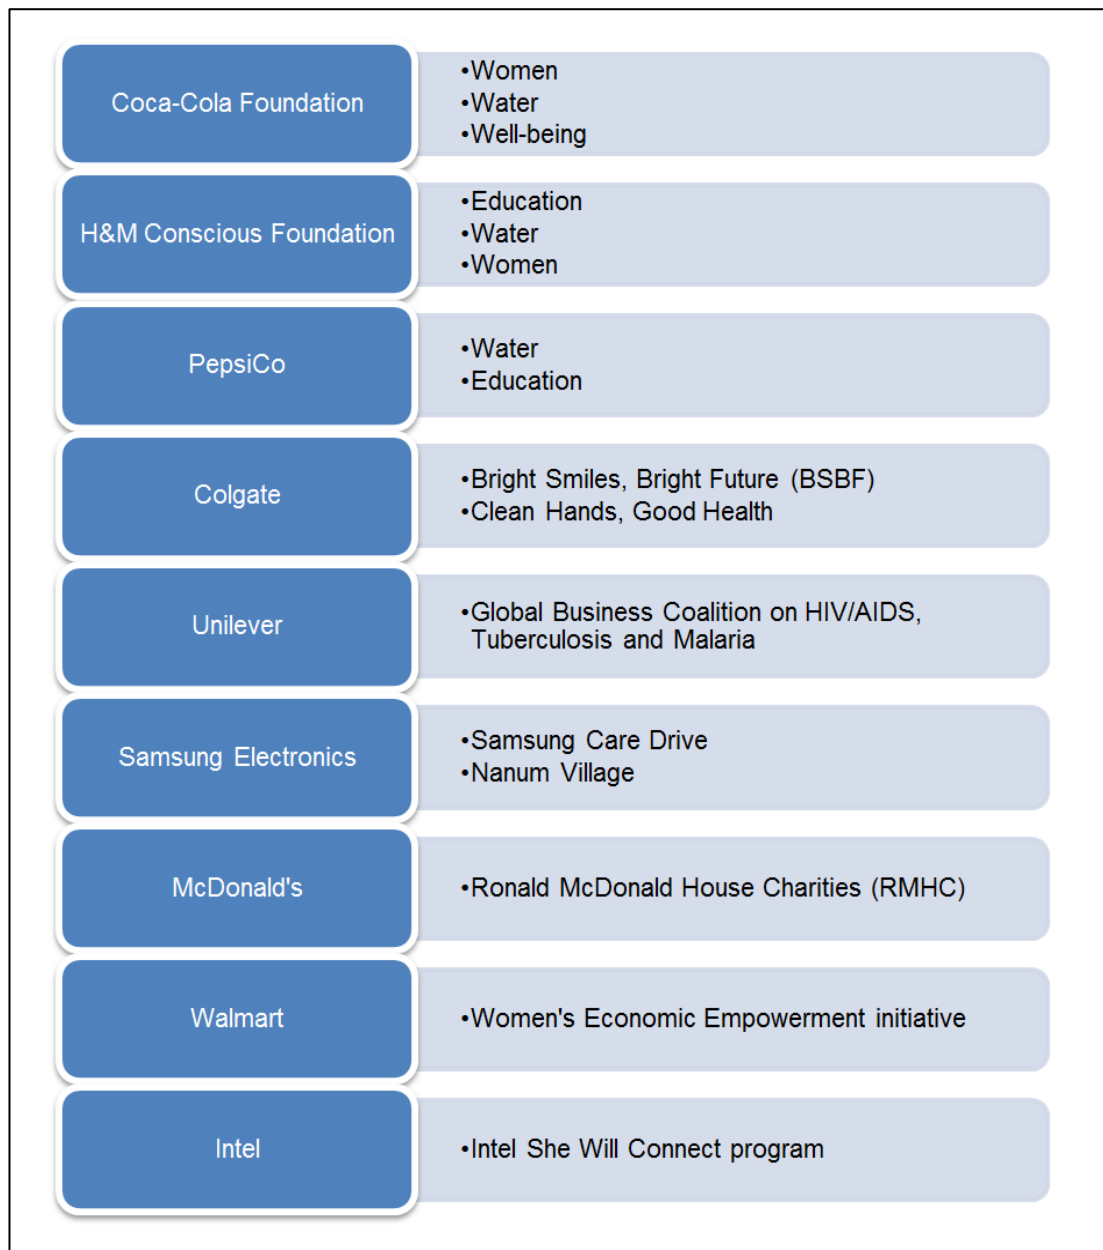 Coca-Cola Foundation
•Women
•Water
•Well-being
H&M Conscious Foundation
•Education
•Water
•Women
PepsiCo
•Water
•Education
Colgate
•Bright Smiles, Bright Future (BSBF)
•Clean Hands, Good Health
Unilever
•Global Business Coalition on HIV/AIDS,
Tuberculosis and Malaria
Samsung Electronics
•Samsung Care Drive
•Nanum Village
McDonald's
•Ronald McDonald House Charities (RMHC)
Walmart
•Women's Economic Empowerment initiative
Intel
•Intel She Will Connect program